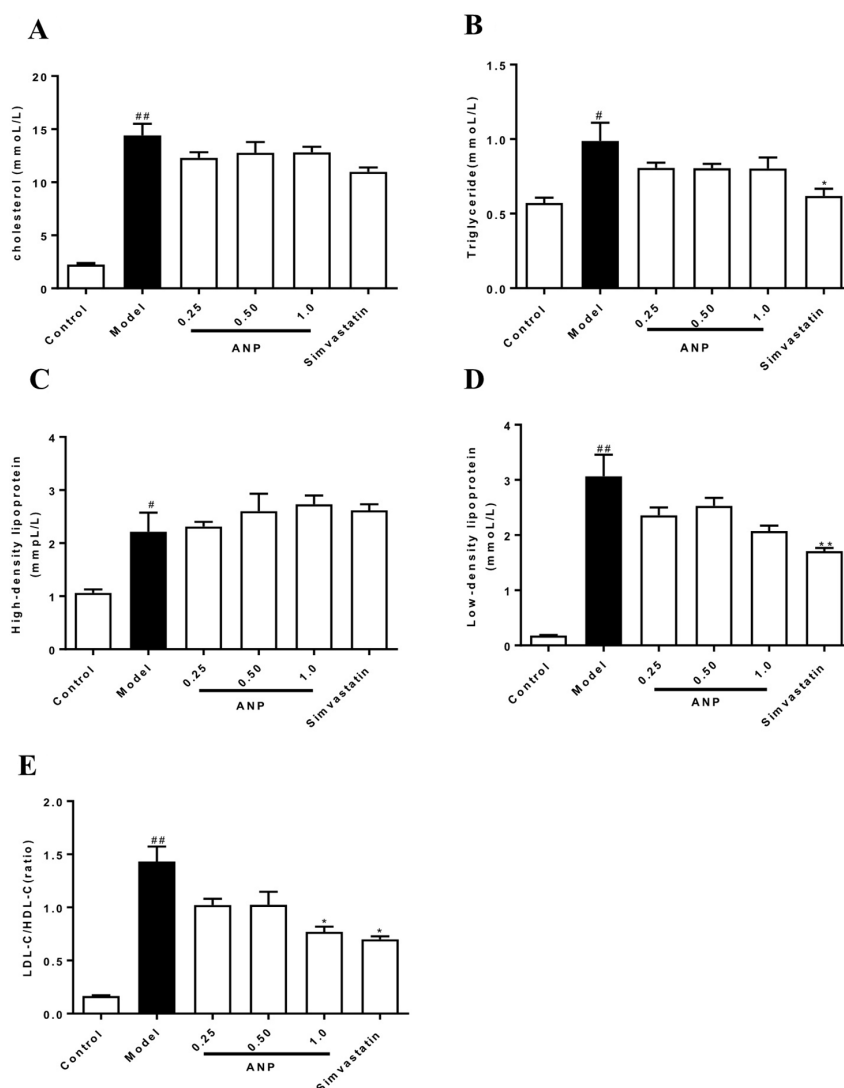 A
cholesterol (mmoL/L)
20
15
10
5
0
##
Control
Model
0.25
0.50
1.0
Simvastatin
ANP
B
Triglyceride(mmoL/L)
1.5
1.0
0.5
0.0
#
*
Control
Model
0.25
0.50
1.0
Simvastatin
ANP
C
High-density lipoprotein
(mmpL/L)
4
3
2
1
0
#
Control
Model
0.25
0.50
1.0
Simvastatin
ANP
D
Low-density lipoprotein
(mmoL/L)
4
3
2
1
0
##
**
Control
Model
0.25
0.50
1.0
Simvastatin
ANP
E
LDL-C/HDL-C(ratio)
2.0
1.5
1.0
0.5
0.0
##
*
*
Control
Model
0.25
0.50
1.0
Simvastatin
ANP